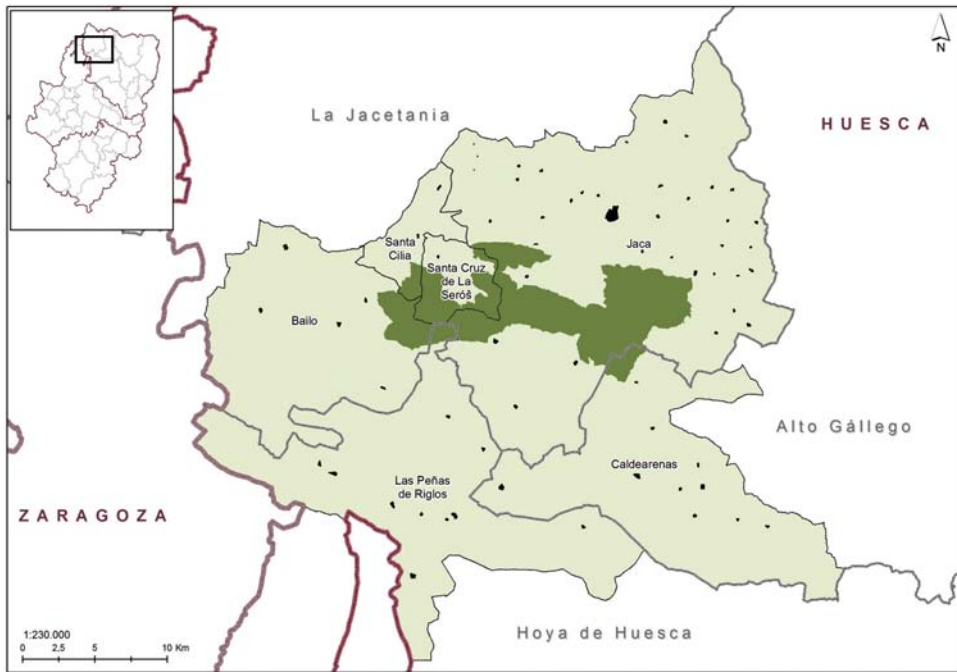 N
La Jacetania
HUESCA
Jaca
Santa
Cilia
Santa Cruz
de La
Serós
Bailo
Alto Gállego
Caldearenas
Las Peñas
de Riglos
ZARAGOZA
Hoya de Huesca
1:230.000
0 2,5 5 10 Km